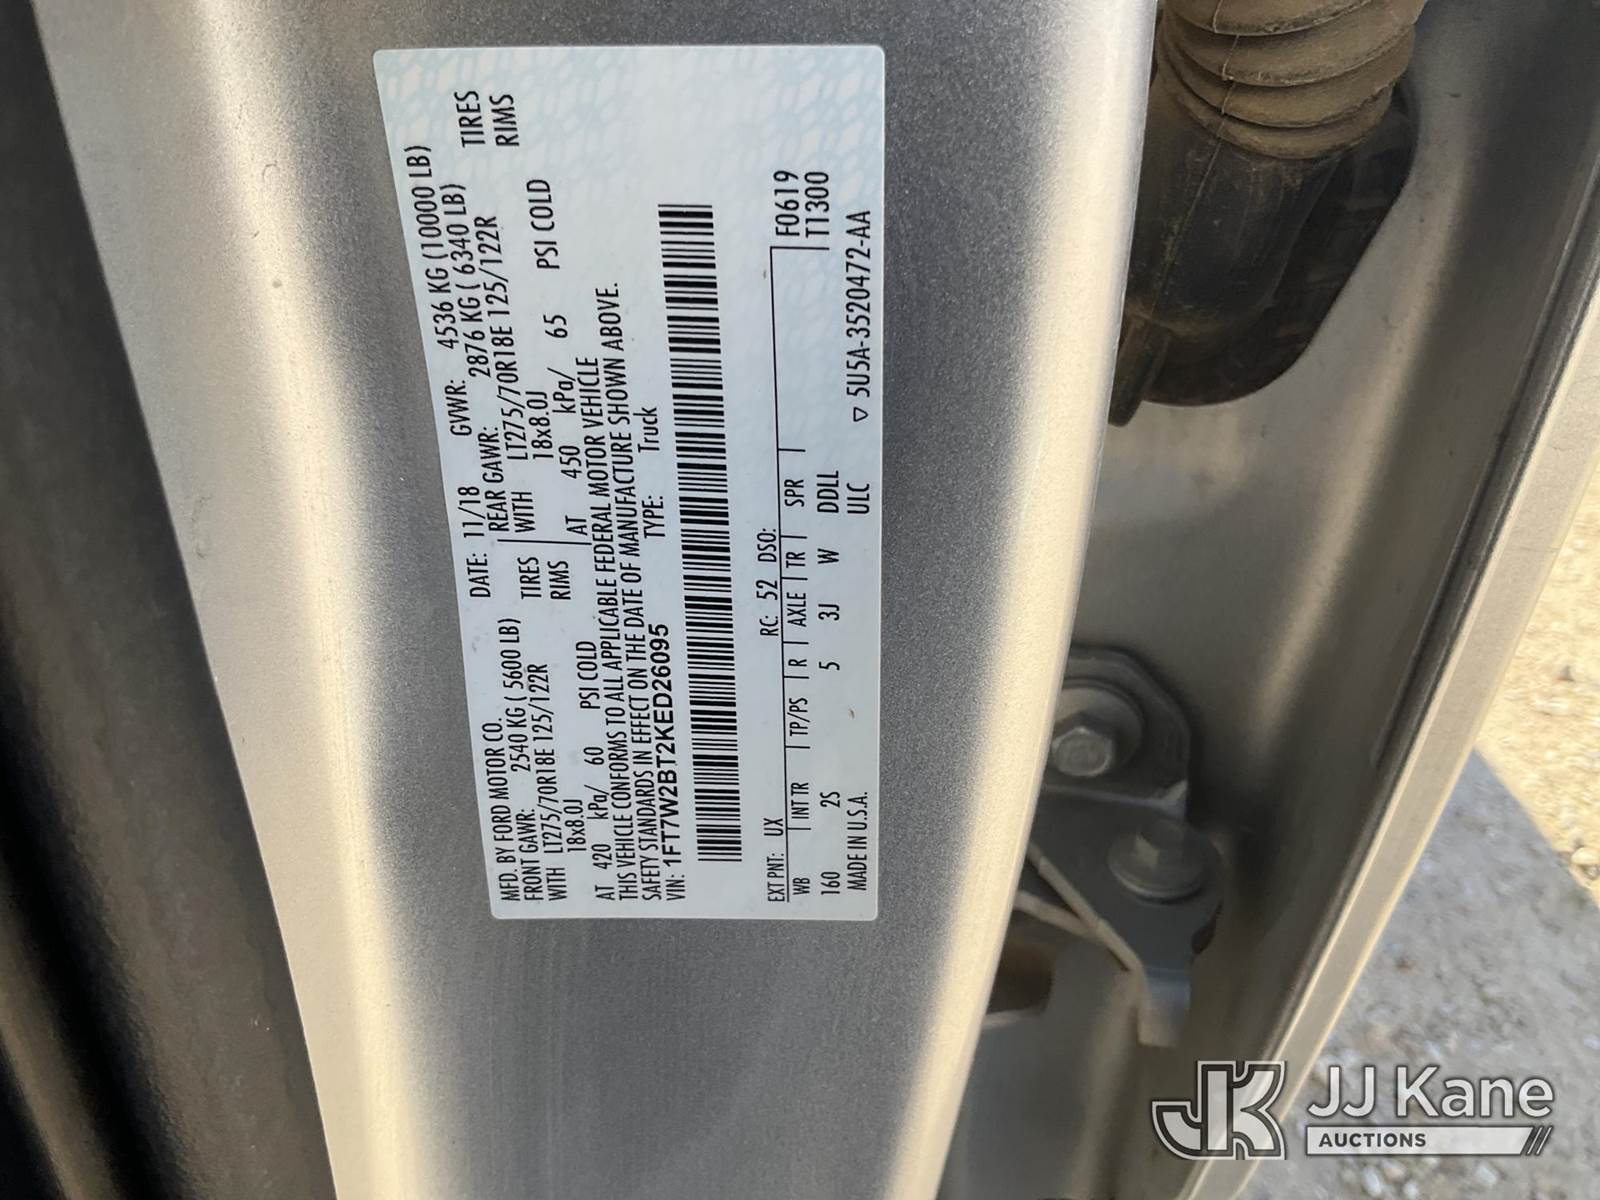 MFD. BY FORD MOTOR CO.
DATE: 11/18 GVWR: 4536 KG (10000 LB)
FRONT GAWR: 2540 KG ( 5600 LB) REAR GAWR: 2876 KG ( 6340 LB)
WITH LT275/70R18E 125/122R TIRES WITH LT275/70R18E 125/122R TIRES
18x8.0J RIMS 18x8.0J RIMS
AT 420 kPa/ 60 PSI COLD AT 450 kPa/ 65 PSI COLD
THIS VEHICLE CONFORMS TO ALL APPLICABLE FEDERAL MOTOR VEHICLE
SAFETY STANDARDS IN EFFECT ON THE DATE OF MANUFACTURE SHOWN ABOVE.
VIN: 1FT7W2BT2KED26095 TYPE: Truck
EXT PNT: UX RC: 52 DSO: F0619
WB INT TR TP/PS R AXLE TR SPR T1300
160 2S 5 3J W DDLL
MADE IN U.S.A. ULC ▽ 5U5A-3520472-AA
JK JJ Kane
AUCTIONS